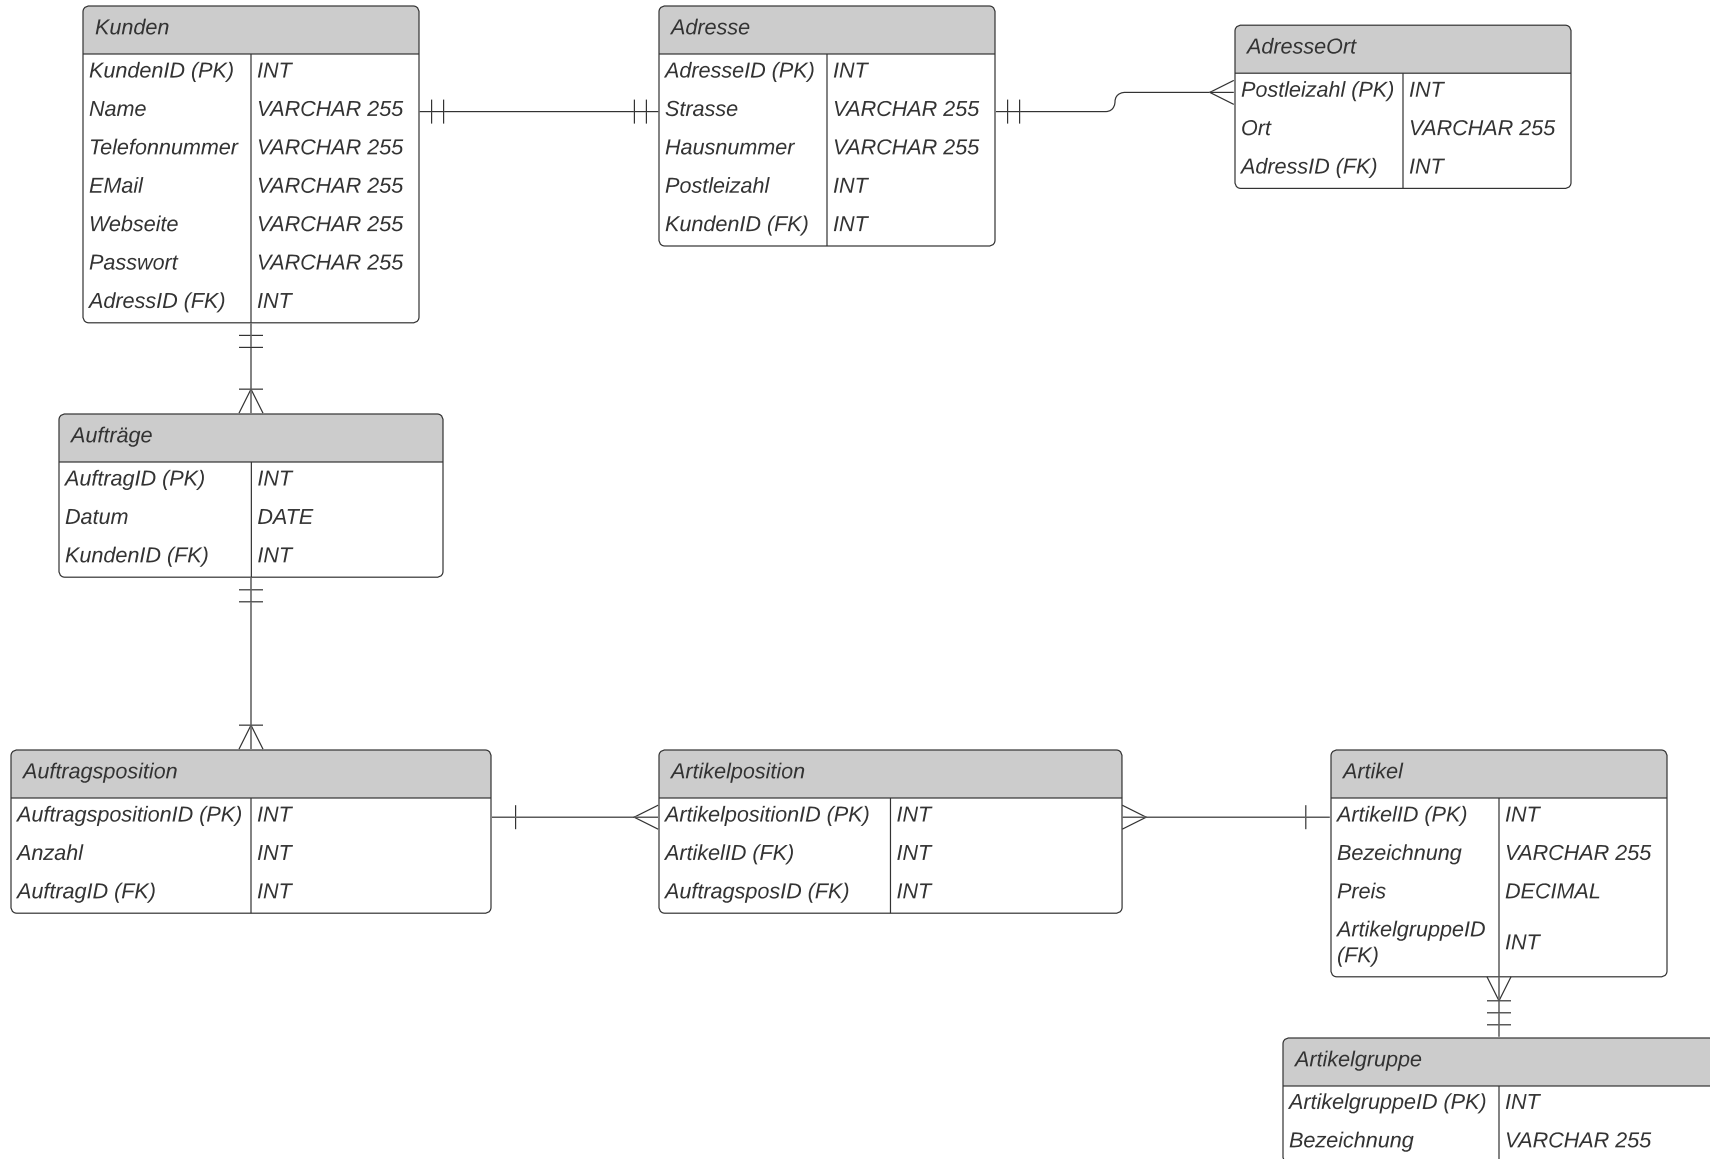 Kunden
KundenID (PK) INT
Name VARCHAR 255
Telefonnummer VARCHAR 255
EMail VARCHAR 255
Webseite VARCHAR 255
Passwort VARCHAR 255
AdressID (FK) INT
Adresse
AdresseID (PK) INT
Strasse VARCHAR 255
Hausnummer VARCHAR 255
Postleizahl INT
KundenID (FK) INT
AdresseOrt
Postleizahl (PK) INT
Ort VARCHAR 255
AdressID (FK) INT
Aufträge
AuftragID (PK) INT
Datum DATE
KundenID (FK) INT
Auftragsposition
AuftragspositionID (PK) INT
Anzahl INT
AuftragID (FK) INT
Artikelposition
ArtikelpositionID (PK) INT
ArtikelID (FK) INT
AuftragsposID (FK) INT
Artikel
ArtikelID (PK) INT
Bezeichnung VARCHAR 255
Preis DECIMAL
ArtikelgruppeID
(FK) INT
Artikelgruppe
ArtikelgruppeID (PK) INT
Bezeichnung VARCHAR 255